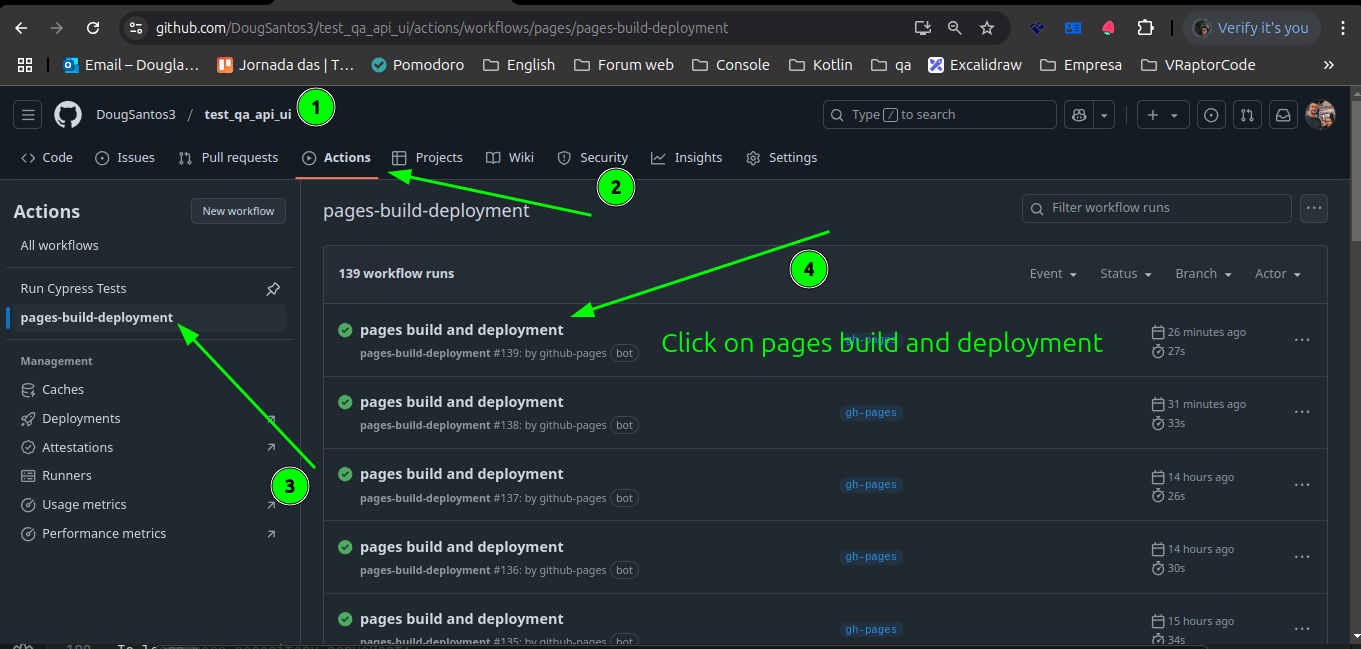 github.com/DougSantos3/test_qa_api_ui/actions/workflows/pages/pages-build-deployment
Verify it's you
Email – Dougla...
Jornada das | T...
Pomodoro
English
Forum web
Console
Kotlin
qa
Excalidraw
Empresa
VRaptorCode
»
DougSantos3 / test_qa_api_ui
1
Type / to search
Code
Issues
Pull requests
Actions
Projects
Wiki
Security
Insights
Settings
2
Actions
New workflow
pages-build-deployment
Filter workflow runs
All workflows
Run Cypress Tests
pages-build-deployment
Management
Caches
Deployments
Attestations
Runners
Usage metrics
Performance metrics
3
4
139 workflow runs
Event
Status
Branch
Actor
pages build and deployment
pages-build-deployment #139: by github-pages bot
gh-pages
Click on pages build and deployment
26 minutes ago
27s
pages build and deployment
pages-build-deployment #138: by github-pages bot
gh-pages
31 minutes ago
33s
pages build and deployment
pages-build-deployment #137: by github-pages bot
gh-pages
14 hours ago
26s
pages build and deployment
pages-build-deployment #136: by github-pages bot
gh-pages
14 hours ago
30s
pages build and deployment
pages-build-deployment #135: by github-pages bot
gh-pages
15 hours ago
34s